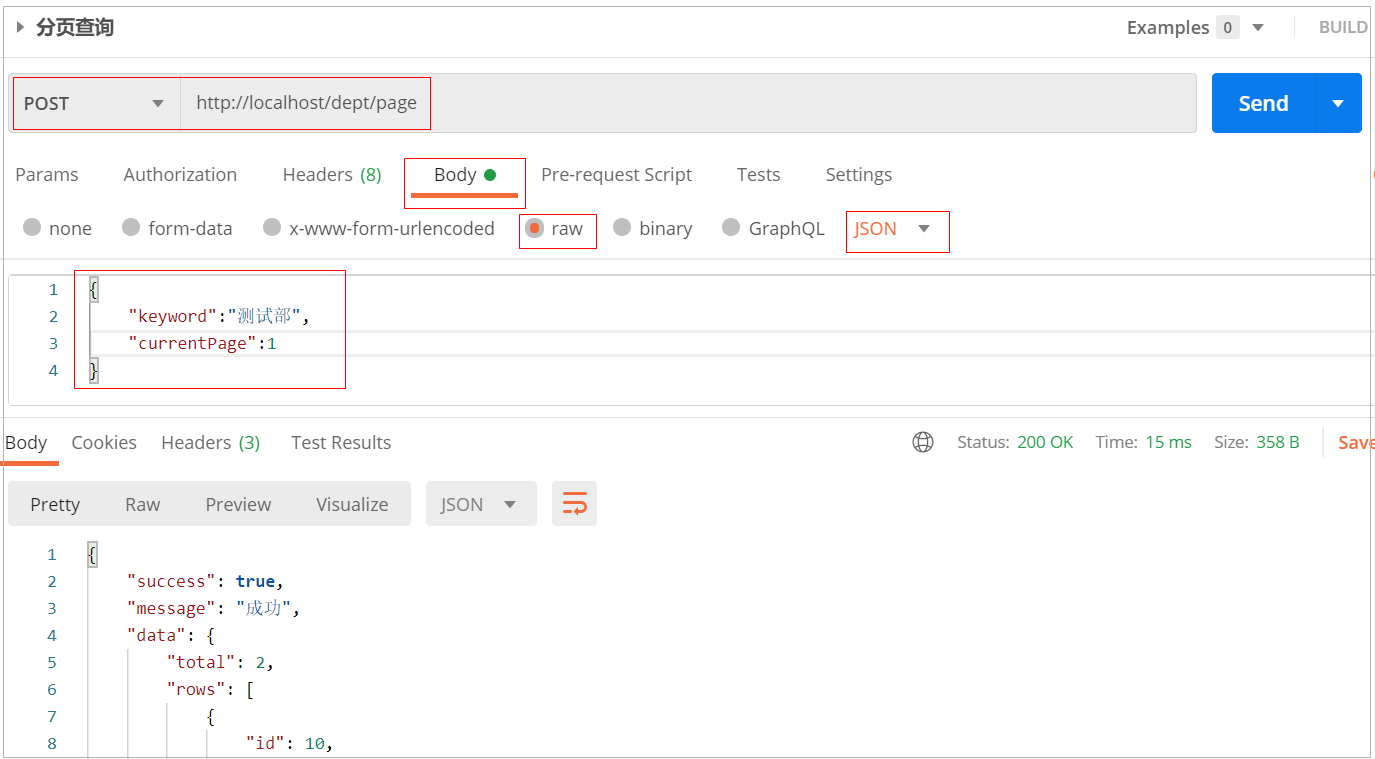 分页查询
Examples 0
BUILD
POST
http://localhost/dept/page
Send
Params Authorization Headers (8) Body Pre-request Script Tests Settings
none form-data x-www-form-urlencoded raw binary GraphQL JSON
1 {
2 "keyword":"测试部",
3 "currentPage":1
4 }
Body Cookies Headers (3) Test Results Status: 200 OK Time: 15 ms Size: 358 B Save
Pretty Raw Preview Visualize JSON
1 {
2 "success": true,
3 "message": "成功",
4 "data": {
5 "total": 2,
6 "rows": [
7 {
8 "id": 10,